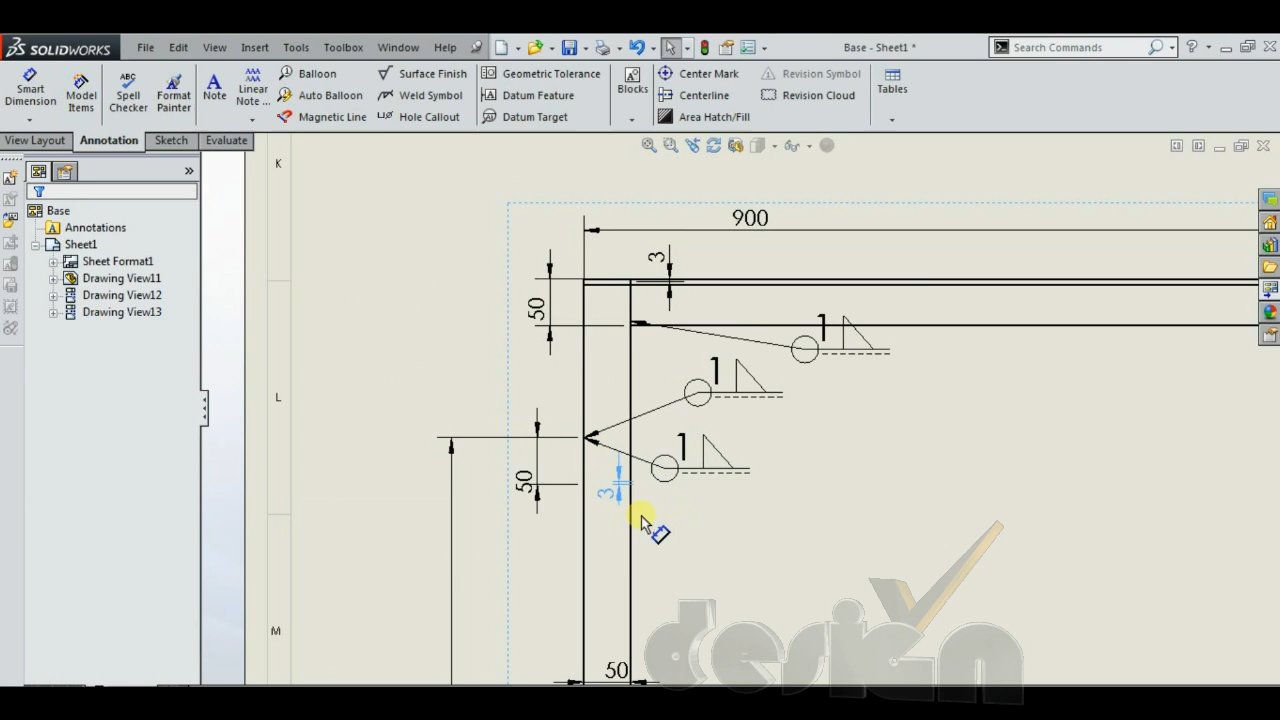 SOLIDWORKS File Edit View Insert Tools Toolbox Window Help Base - Sheet1 * Search Commands ?
Smart Dimension
Model Items
ABC
Spell Checker
Format Painter
A
Note
Linear Note ...
Balloon
Auto Balloon
Magnetic Line
Surface Finish
Weld Symbol
Hole Callout
Geometric Tolerance
Datum Feature
Datum Target
Blocks
Center Mark
Centerline
Area Hatch/Fill
Revision Symbol
Revision Cloud
Tables
View Layout Annotation Sketch Evaluate
Base
Annotations
Sheet1
Sheet Format1
Drawing View11
Drawing View12
Drawing View13
K
L
M
900
3
50
1
1
1
50
3
50
design